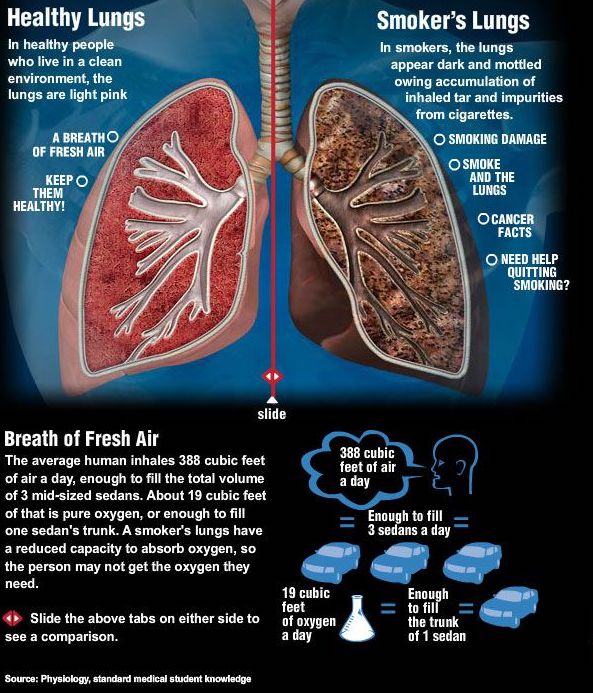 Healthy Lungs
In healthy people
who live in a clean
environment, the
lungs are light pink
A BREATH
OF FRESH AIR
KEEP
THEM
HEALTHY!
Smoker's Lungs
In smokers, the lungs
appear dark and mottled
owing accumulation of
inhaled tar and impurities
from cigarettes.
SMOKING DAMAGE
SMOKE
AND THE
LUNGS
CANCER
FACTS
NEED HELP
QUITTING
SMOKING?
slide
Breath of Fresh Air
The average human inhales 388 cubic feet
of air a day, enough to fill the total volume
of 3 mid-sized sedans. About 19 cubic feet
of that is pure oxygen, or enough to fill
one sedan's trunk. A smoker's lungs have
a reduced capacity to absorb oxygen, so
the person may not get the oxygen they
need.
Slide the above tabs on either side to
see a comparison.
388 cubic
feet of air
a day
= Enough to fill =
3 sedans a day
19 cubic
feet
of oxygen
a day
= Enough =
to fill
the trunk
of 1 sedan
Source: Physiology, standard medical student knowledge